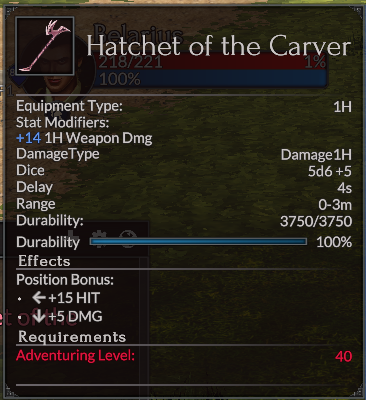 Hatchet of the Carver
218/221 1%
100%
Equipment Type: 1H
Stat Modifiers:
+14 1H Weapon Dmg
DamageType Damage1H
Dice 5d6 +5
Delay 4s
Range 0-3m
Durability: 3750/3750
Durability 100%
Effects
Position Bonus:
• ←+15 HIT
• ↓+5 DMG
Requirements
Adventuring Level: 40